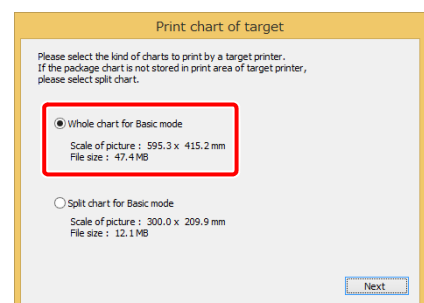 Print chart of target
Please select the kind of charts to print by a target printer.
If the package chart is not stored in print area of target printer,
please select split chart.
Whole chart for Basic mode
Scale of picture : 595.3 x 415.2 mm
File size : 47.4 MB
Split chart for Basic mode
Scale of picture : 300.0 x 209.9 mm
File size : 12.1 MB
Next